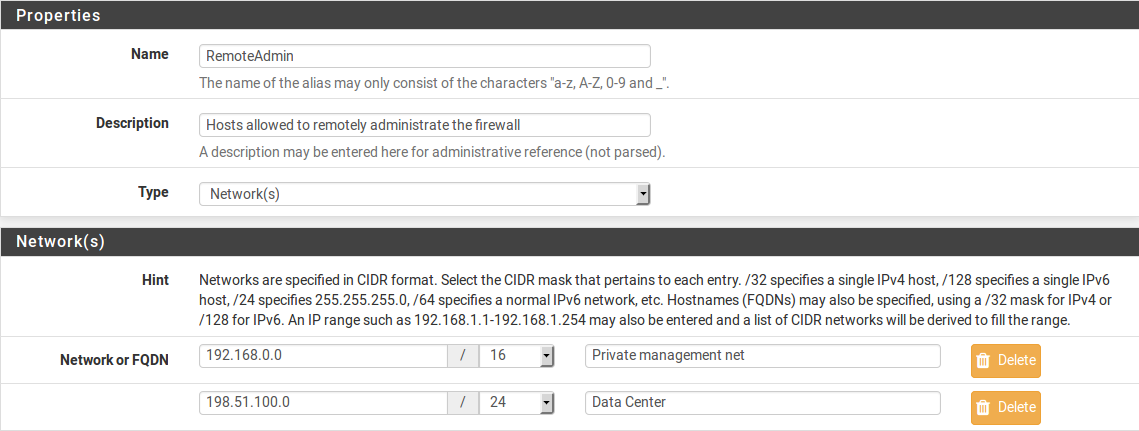 Properties
Name RemoteAdmin
The name of the alias may only consist of the characters "a-z, A-Z, 0-9 and _".
Description Hosts allowed to remotely administrate the firewall
A description may be entered here for administrative reference (not parsed).
Type Network(s)
Network(s)
Hint Networks are specified in CIDR format. Select the CIDR mask that pertains to each entry. /32 specifies a single IPv4 host, /128 specifies a single IPv6
host, /24 specifies 255.255.255.0, /64 specifies a normal IPv6 network, etc. Hostnames (FQDNs) may also be specified, using a /32 mask for IPv4 or
/128 for IPv6. An IP range such as 192.168.1.1-192.168.1.254 may also be entered and a list of CIDR networks will be derived to fill the range.
Network or FQDN 192.168.0.0 / 16 Private management net Delete
198.51.100.0 / 24 Data Center Delete